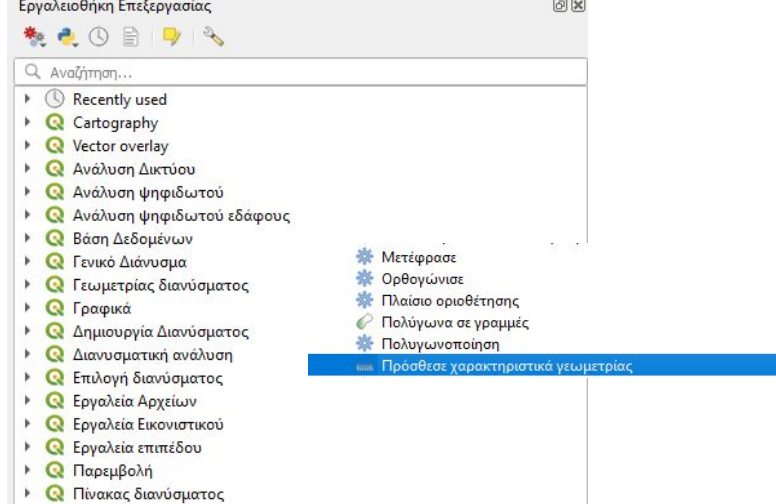 Εργαλειοθήκη Επεξεργασίας
Αναζήτηση...
Recently used
Cartography
Vector overlay
Ανάλυση Δικτύου
Ανάλυση ψηφιδωτού
Ανάλυση ψηφιδωτού εδάφους
Βάση Δεδομένων
Γενικό Διάνυσμα
Γεωμετρίας διανύσματος
Γραφικά
Δημιουργία Διανύσματος
Διανυσματική ανάλυση
Επιλογή διανύσματος
Εργαλεία Αρχείων
Εργαλεία Εικονιστικού
Εργαλεία επιπέδου
Παρεμβολή
Πίνακας διανύσματος
Μετέφρασε
Ορθογώνισε
Πλαίσιο οριοθέτησης
Πολύγωνα σε γραμμές
Πολυγωνοποίηση
Πρόσθεσε χαρακτηριστικά γεωμετρίας